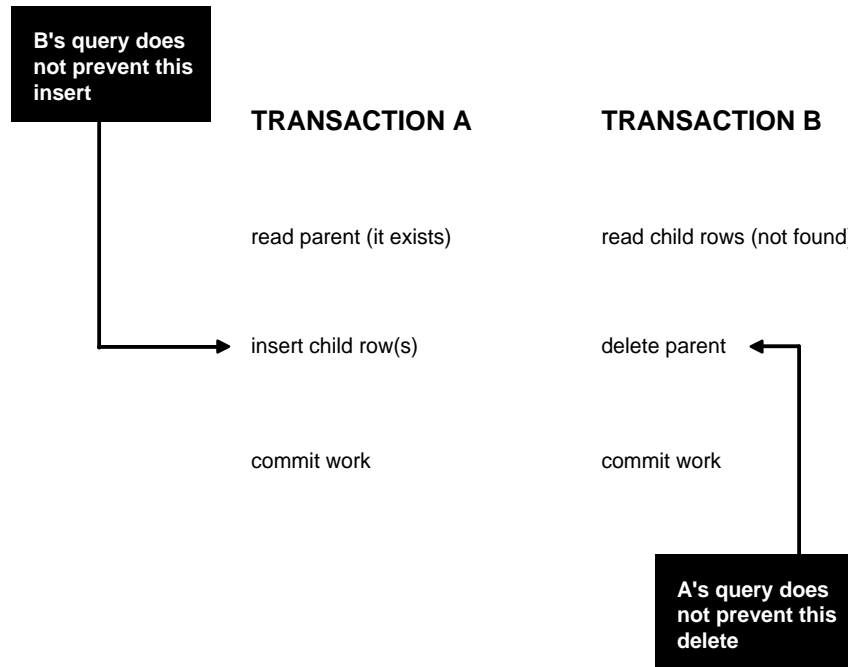 B's query does
not prevent this
insert
TRANSACTION A TRANSACTION B
read parent (it exists) read child rows (not found)
insert child row(s) delete parent
commit work commit work
A's query does
not prevent this
delete